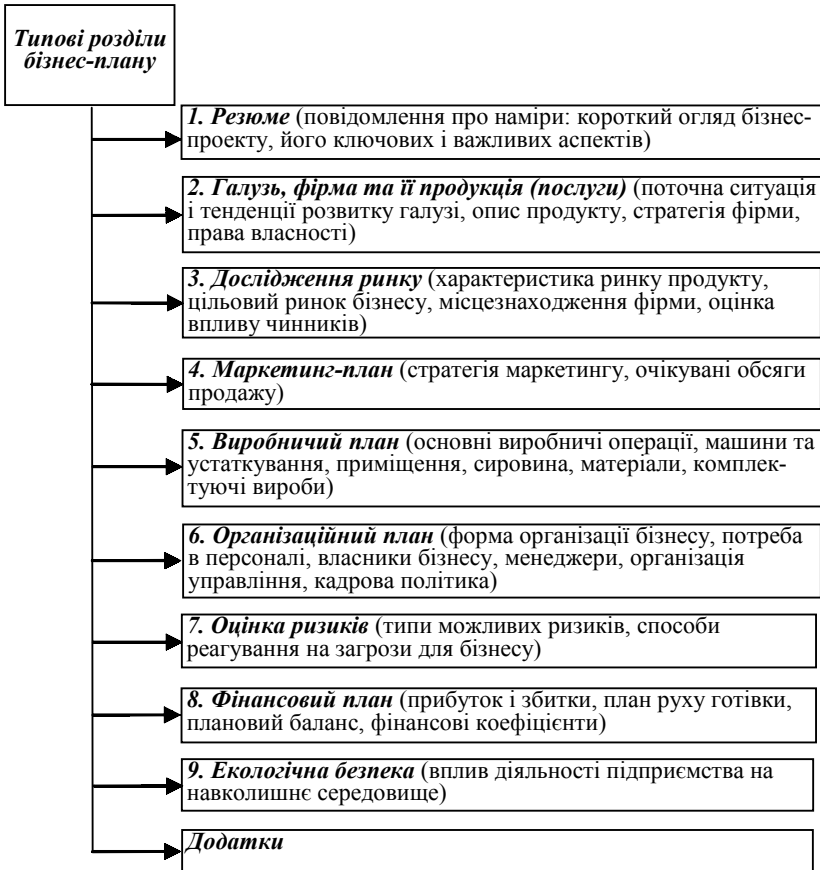 Типові розділи
бізнес-плану
1. Резюме (повідомлення про наміри: короткий огляд бізнес-
проекту, його ключових і важливих аспектів)
2. Галузь, фірма та її продукція (послуги) (поточна ситуація
і тенденції розвитку галузі, опис продукту, стратегія фірми,
права власності)
3. Дослідження ринку (характеристика ринку продукту,
цільовий ринок бізнесу, місцезнаходження фірми, оцінка
впливу чинників)
4. Маркетинг-план (стратегія маркетингу, очікувані обсяги
продажу)
5. Виробничий план (основні виробничі операції, машини та
устаткування, приміщення, сировина, матеріали, комплек-
туючі вироби)
6. Організаційний план (форма організації бізнесу, потреба
в персоналі, власники бізнесу, менеджери, організація
управління, кадрова політика)
7. Оцінка ризиків (типи можливих ризиків, способи
реагування на загрози для бізнесу)
8. Фінансовий план (прибуток і збитки, план руху готівки,
плановий баланс, фінансові коефіцієнти)
9. Екологічна безпека (вплив діяльності підприємства на
навколишнє середовище)
Додатки